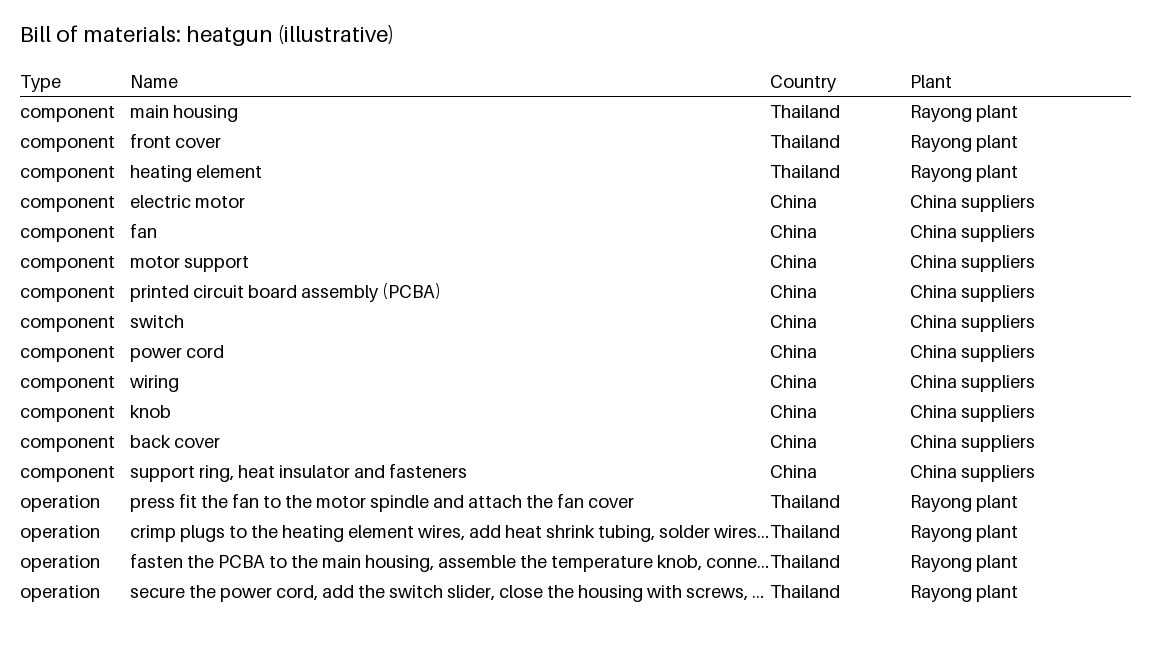 Bill of materials: heatgun (illustrative)
Type Name Country Plant
component main housing Thailand Rayong plant
component front cover Thailand Rayong plant
component heating element Thailand Rayong plant
component electric motor China China suppliers
component fan China China suppliers
component motor support China China suppliers
component printed circuit board assembly (PCBA) China China suppliers
component switch China China suppliers
component power cord China China suppliers
component wiring China China suppliers
component knob China China suppliers
component back cover China China suppliers
component support ring, heat insulator and fasteners China China suppliers
operation press fit the fan to the motor spindle and attach the fan cover Thailand Rayong plant
operation crimp plugs to the heating element wires, add heat shrink tubing, solder wires... Thailand Rayong plant
operation fasten the PCBA to the main housing, assemble the temperature knob, conne... Thailand Rayong plant
operation secure the power cord, add the switch slider, close the housing with screws, ... Thailand Rayong plant